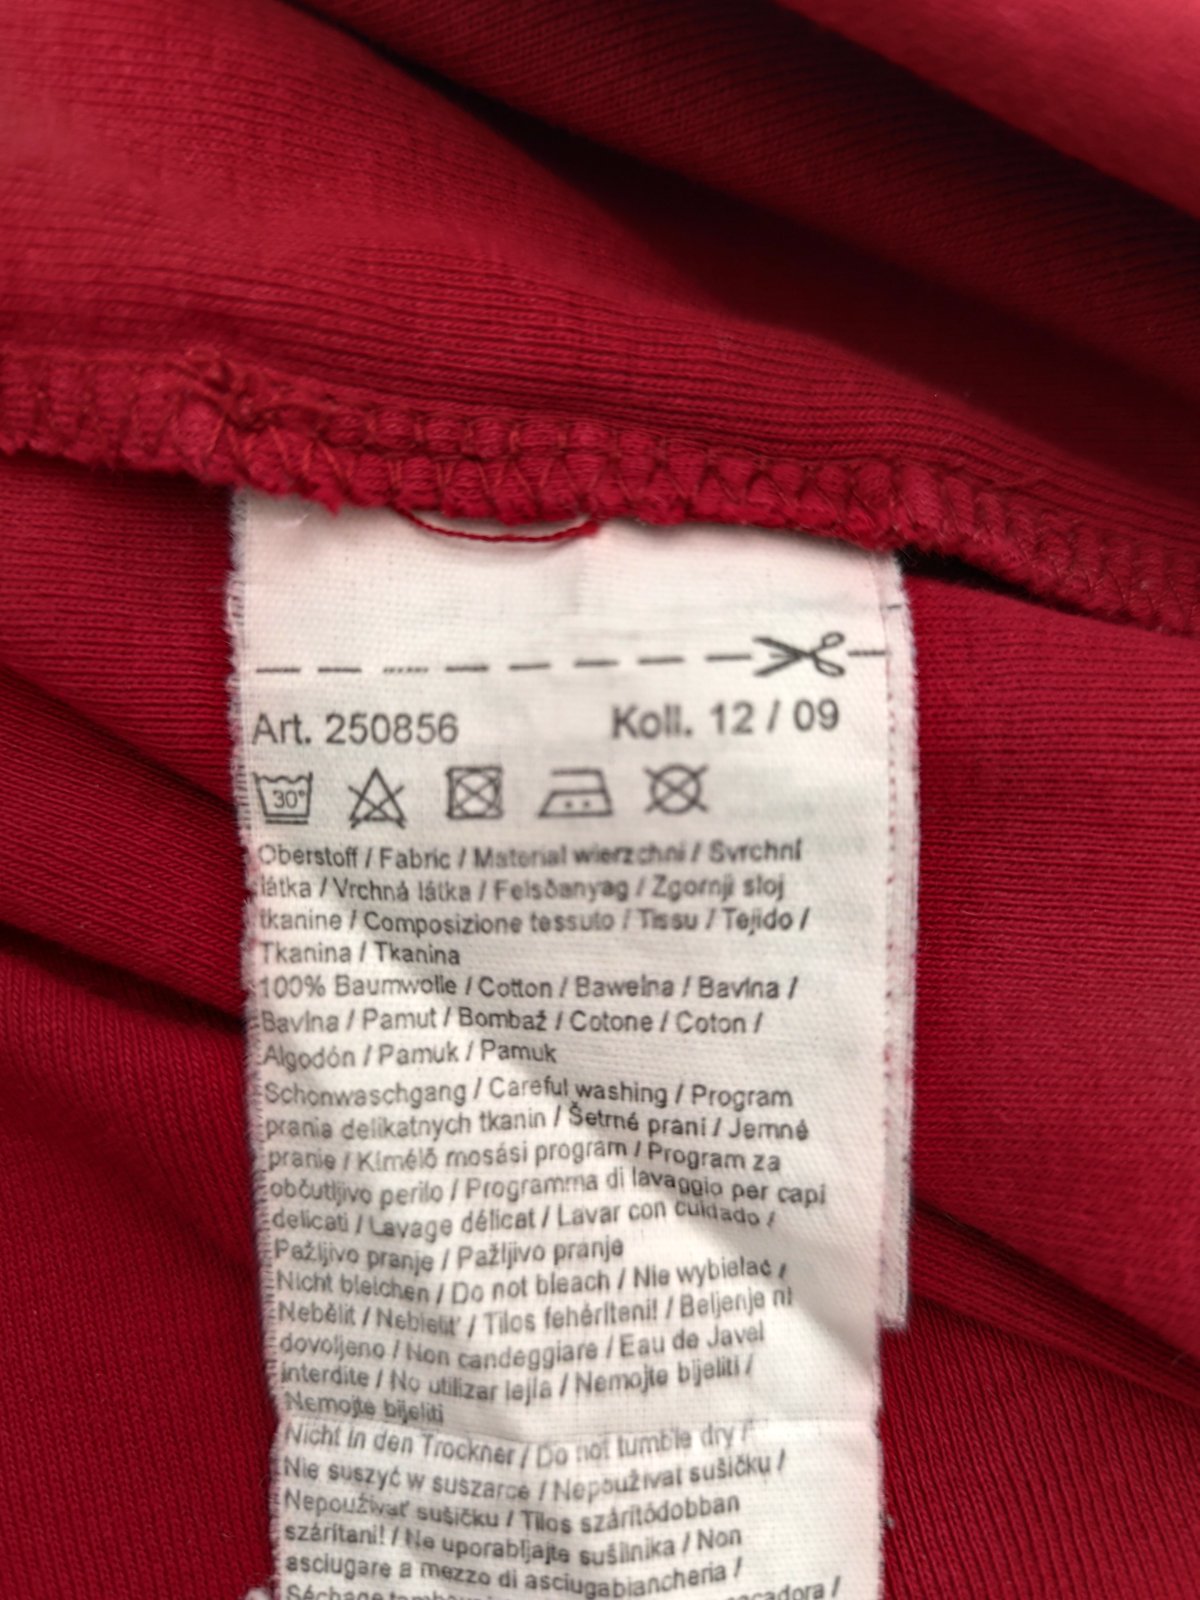 Art. 250856 Koll. 12 / 09
30°
Oberstoff / Fabric / Material wierzchni / Svrchní
látka / Vrchná látka / Felsőanyag / Zgornji sloj
tkanine / Composizione tessuto / Tissu / Tejido /
Tkanina / Tkanina
100% Baumwolle / Cotton / Bawełna / Bavlna /
Bavlna / Pamut / Bombaž / Cotone / Coton /
Algodón / Pamuk / Pamuk
Schonwaschgang / Careful washing / Program
prania delikatnych tkanin / Šetrné praní / Jemné
pranie / Kímélő mosási program / Program za
občutljivo perilo / Programma di lavaggio per capi
delicati / Lavage délicat / Lavar con cuidado /
Pažljivo pranje / Pažljivo pranje
Nicht bleichen / Do not bleach / Nie wybielać /
Nebělit / Nebieliť / Tilos fehéríteni! / Beljenje ni
dovoljeno / Non candeggiare / Eau de Javel
interdite / No utilizar lejía / Nemojte bijeliti /
Nemojte bijeliti
Nicht in den Trockner / Do not tumble dry /
Nie suszyć w suszarce / Nepoužívat sušičku /
Nepoužívať sušičku / Tilos szárítódobban
szárítani! / Ne uporabljajte sušilnika / Non
asciugare a mezzo di asciugabiancheria /
Séchage